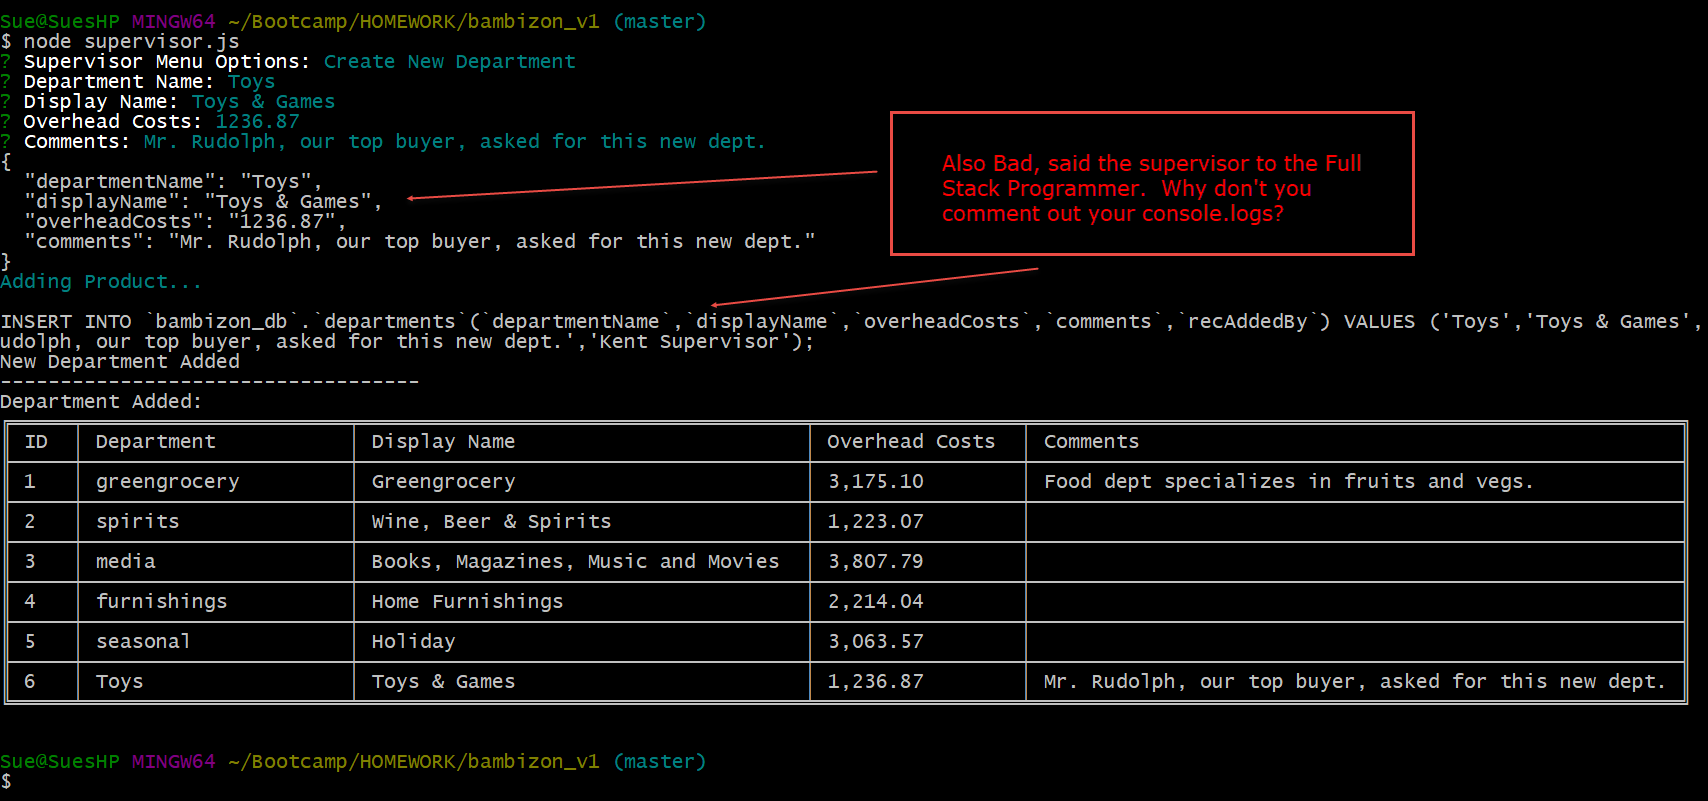 Sue@SuesHP MINGW64 ~/Bootcamp/HOMEWORK/bambizon_v1 (master)
$ node supervisor.js
? Supervisor Menu Options: Create New Department
? Department Name: Toys
? Display Name: Toys & Games
? Overhead Costs: 1236.87
? Comments: Mr. Rudolph, our top buyer, asked for this new dept.
{
  "departmentName": "Toys",
  "displayName": "Toys & Games",
  "overheadCosts": "1236.87",
  "comments": "Mr. Rudolph, our top buyer, asked for this new dept."
}
Also Bad, said the supervisor to the Full
Stack Programmer.  Why don't you
comment out your console.logs?
Adding Product...
INSERT INTO `bambizon_db`.`departments`(`departmentName`,`displayName`,`overheadCosts`,`comments`,`recAddedBy`) VALUES ('Toys','Toys & Games',
udolph, our top buyer, asked for this new dept.','Kent Supervisor');
New Department Added
-----------------------------------
Department Added:
ID Department Display Name Overhead Costs Comments
1 greengrocery Greengrocery 3,175.10 Food dept specializes in fruits and vegs.
2 spirits Wine, Beer & Spirits 1,223.07
3 media Books, Magazines, Music and Movies 3,807.79
4 furnishings Home Furnishings 2,214.04
5 seasonal Holiday 3,063.57
6 Toys Toys & Games 1,236.87 Mr. Rudolph, our top buyer, asked for this new dept.
Sue@SuesHP MINGW64 ~/Bootcamp/HOMEWORK/bambizon_v1 (master)
$